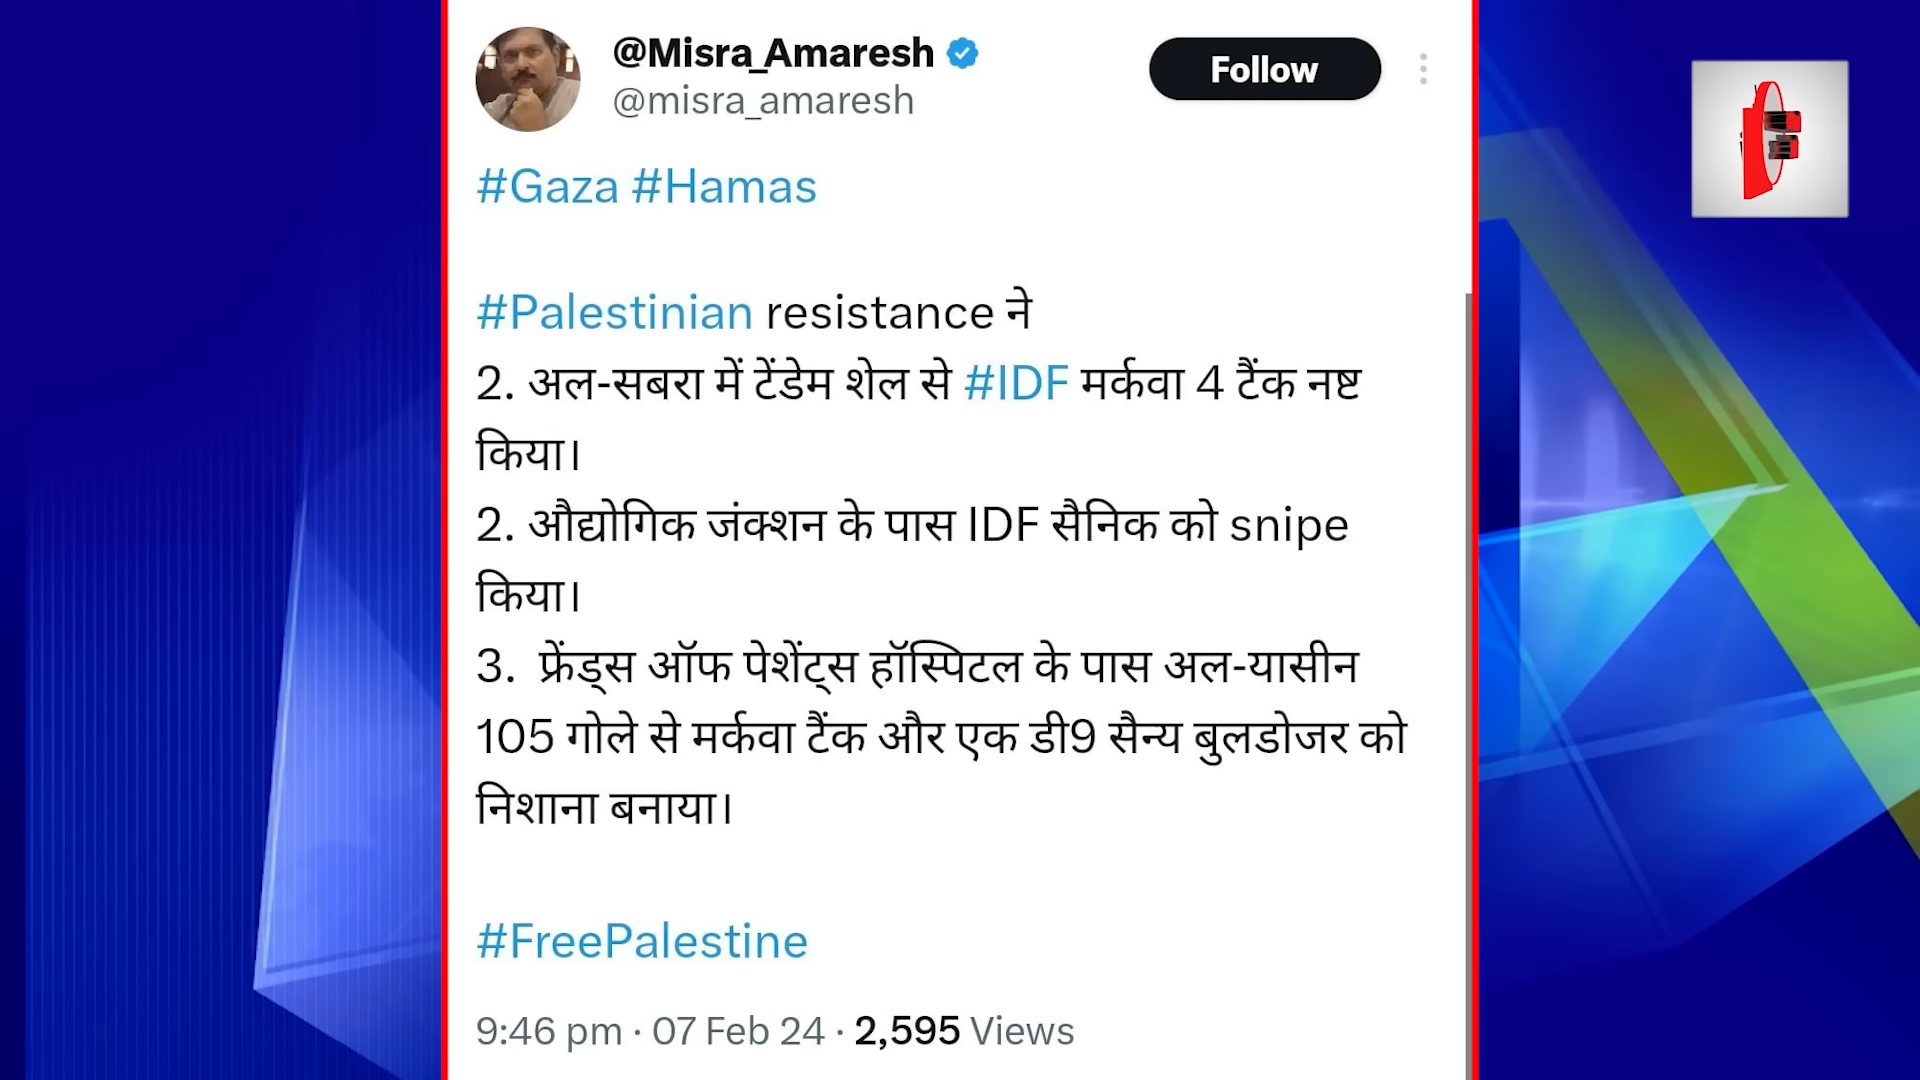 @Misra_Amaresh
@misra_amaresh
Follow
#Gaza #Hamas
#Palestinian resistance ने
2. अल-सबरा में टेंडेम शेल से #IDF मर्कवा 4 टैंक नष्ट
किया।
2. औद्योगिक जंक्शन के पास IDF सैनिक को snipe
किया।
3. फ्रेंड्स ऑफ पेशेंट्स हॉस्पिटल के पास अल-यासीन
105 गोले से मर्कवा टैंक और एक डी9 सैन्य बुलडोजर को
निशाना बनाया।
#FreePalestine
9:46 pm · 07 Feb 24 · 2,595 Views